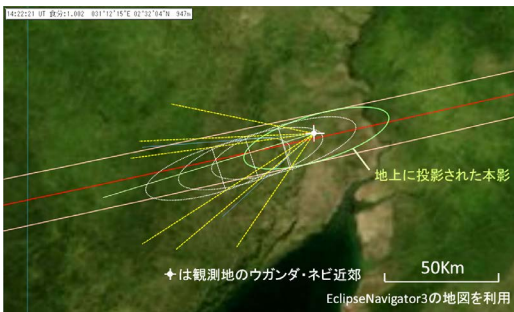 14:22:21 UT 食分:1.002 031°12'15"E 02°32'04"N 947m
地上に投影された本影
✦は観測地のウガンダ・ネビ近郊
50Km
EclipseNavigator3の地図を利用